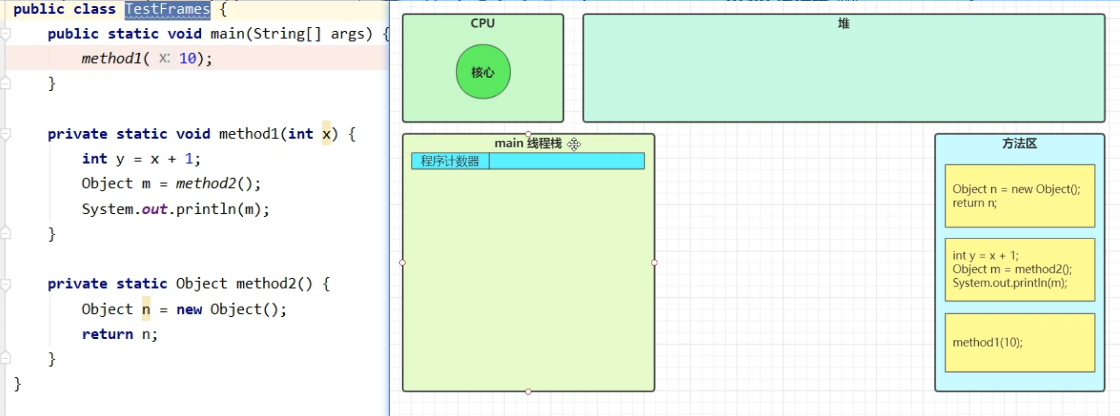 public class TestFrames {
public static void main(String[] args) {
method1( x: 10);
}
private static void method1(int x) {
int y = x + 1;
Object m = method2();
System.out.println(m);
}
private static Object method2() {
Object n = new Object();
return n;
}
}
CPU
核心
堆
main 线程栈
程序计数器
方法区
Object n = new Object();
return n;
int y = x + 1;
Object m = method2();
System.out.println(m);
method1(10);